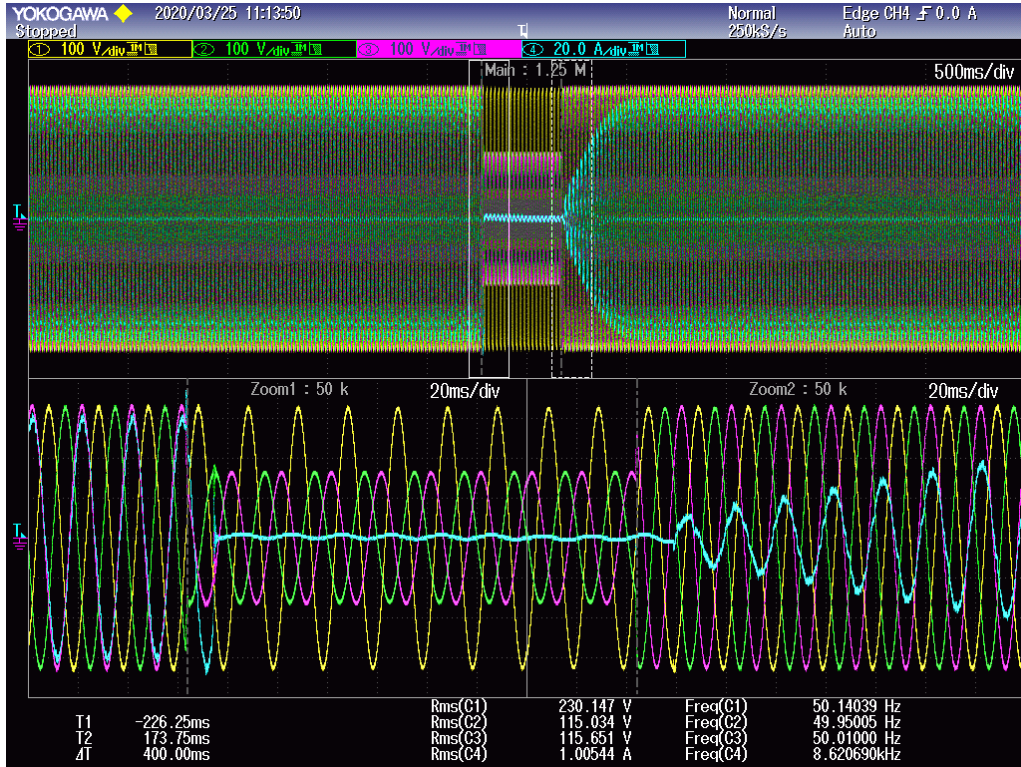 YOKOGAWA 2020/03/25 11:13:50 Normal Edge CH4 0.0 A
Stopped 250kS/s Auto
1 100 V/div 1M 2 100 V/div 1M 3 100 V/div 1M 4 20.0 A/div 1M
Main : 1.25 M 500ms/div
T
T
Zoom1 : 50 k 20ms/div Zoom2 : 50 k 20ms/div
T
Rms(C1) 230.147 V Freq(C1) 50.14039 Hz
T1 -226.25ms Rms(C2) 115.034 V Freq(C2) 49.95005 Hz
T2 173.75ms Rms(C3) 115.651 V Freq(C3) 50.01000 Hz
ΔT 400.00ms Rms(C4) 1.00544 A Freq(C4) 8.620690kHz